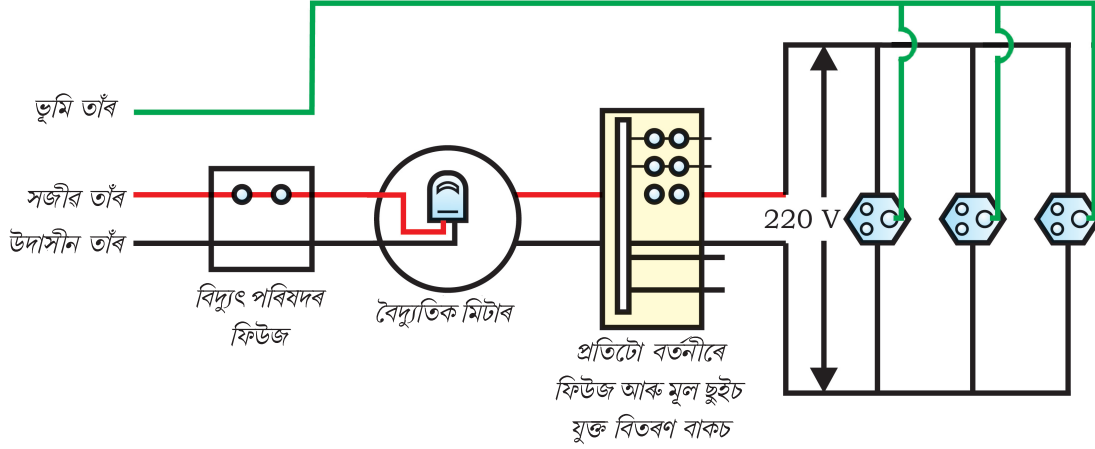 ভূমি তাঁৰ
সজীৱ তাঁৰ
উদাসীন তাঁৰ
বিদ্যুৎ পৰিষদৰ
ফিউজ
বৈদ্যুতিক মিটাৰ
প্ৰতিটো বৰ্তনীৰে
ফিউজ আৰু মূল ছুইচ
যুক্ত বিতৰণ বাকচ
220 V